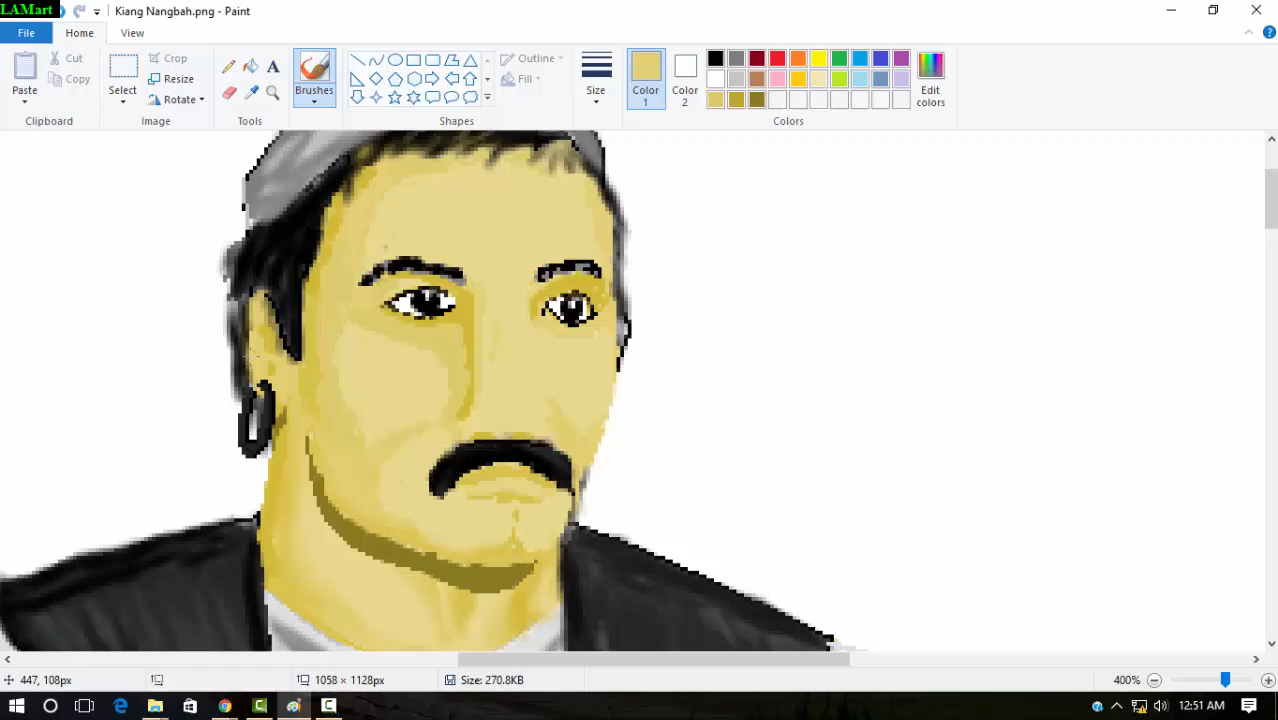 LAMart
Kiang Nangbah.png - Paint
File
Home
View
Paste
Cut
Copy
Clipboard
Select
Crop
Resize
Rotate
Image
A
Tools
Brushes
Outline
Fill
Shapes
Size
Color
1
Color
2
Edit
colors
Colors
447, 108px
1058 × 1128px
Size: 270.8KB
400%
12:51 AM